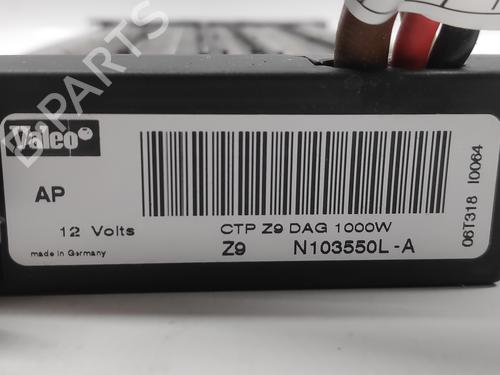 Valeo
AP
12 Volts
made in Germany
CTP Z9 DAG 1000W
Z9 N103550L-A
06T318 I0064
B-PARTS